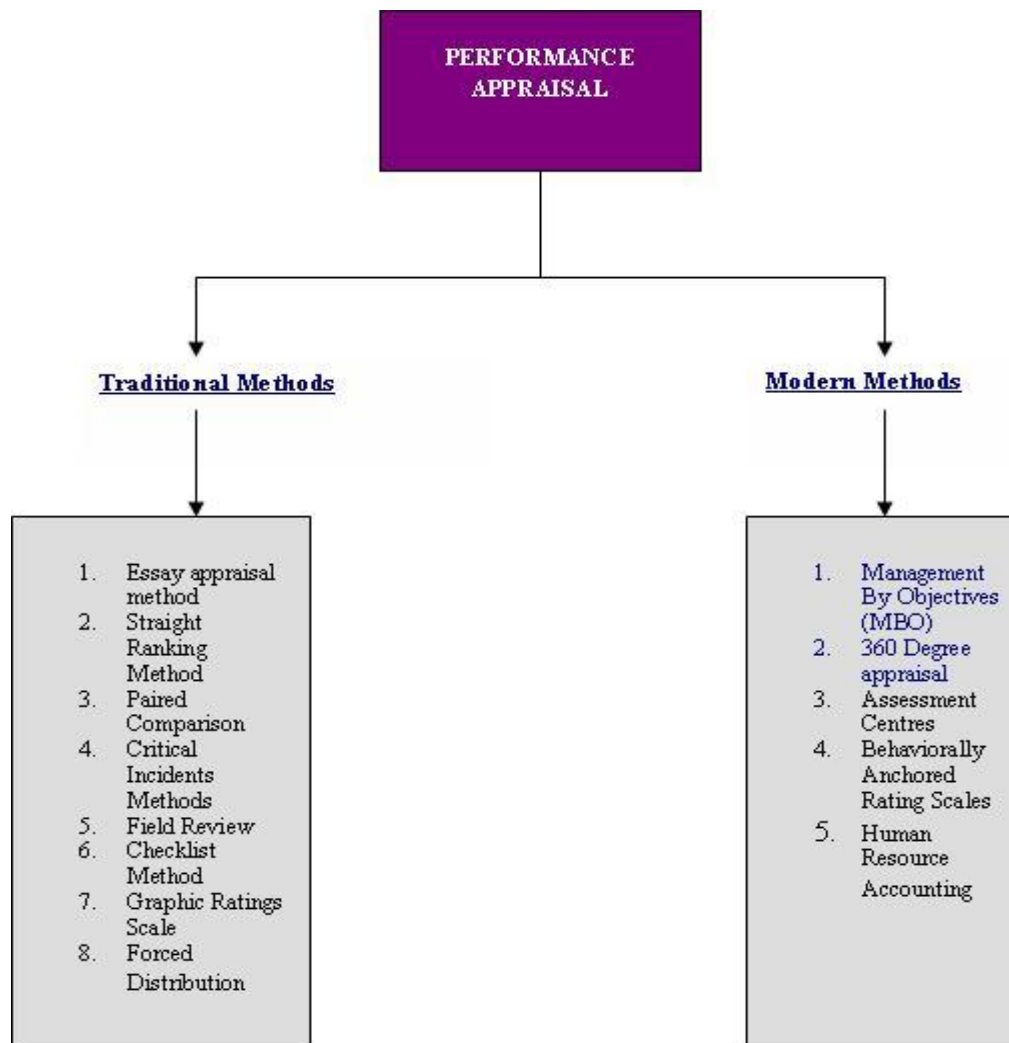 PERFORMANCE
APPRAISAL
Traditional Methods
Modern Methods
1. Essay appraisal
method
2. Straight
Ranking
Method
3. Paired
Comparison
4. Critical
Incidents
Methods
5. Field Review
6. Checklist
Method
7. Graphic Ratings
Scale
8. Forced
Distribution
1. Management
By Objectives
(MBO)
2. 360 Degree
appraisal
3. Assessment
Centres
4. Behaviorally
Anchored
Rating Scales
5. Human
Resource
Accounting